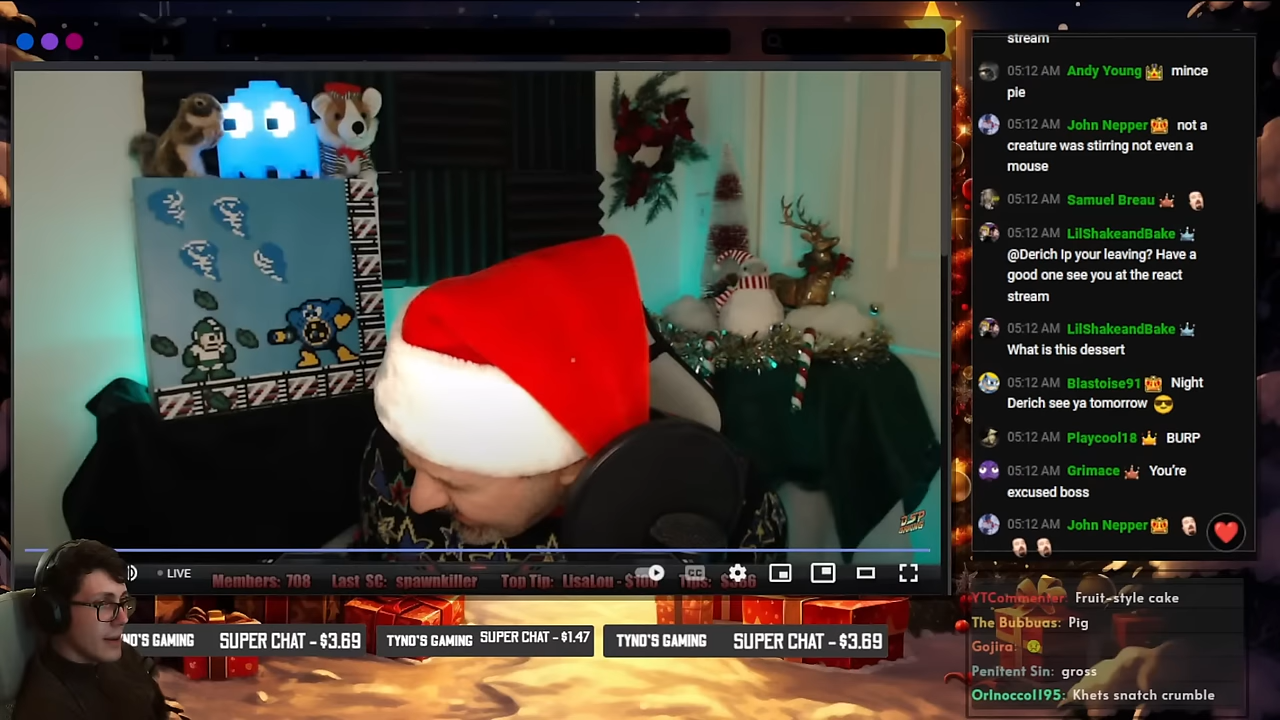 stream
05:12 AM Andy Young mince
pie
05:12 AM John Nepper not a
creature was stirring not even a
mouse
05:12 AM Samuel Breau
05:12 AM LilShakeandBake
@Derich Ip your leaving? Have a
good one see you at the react
stream
05:12 AM LilShakeandBake
What is this dessert
05:12 AM Blastoise91 Night
Derich see ya tomorrow
05:12 AM Playcool18 BURP
05:12 AM Grimace You're
excused boss
05:12 AM John Nepper
DSP
GAMING
LIVE
CC
Members: 708 Last SC: spawnkiller Top Tip: LisaLou
TYNO'S GAMING SUPER CHAT - $3.69
TYNO'S GAMING SUPER CHAT - $1.47
TYNO'S GAMING SUPER CHAT - $3.69
YTCommenter: Fruit-style cake
The Bubbuas: Pig
Gojira:
Penitent Sin: gross
OrInoccoII95: Khets snatch crumble